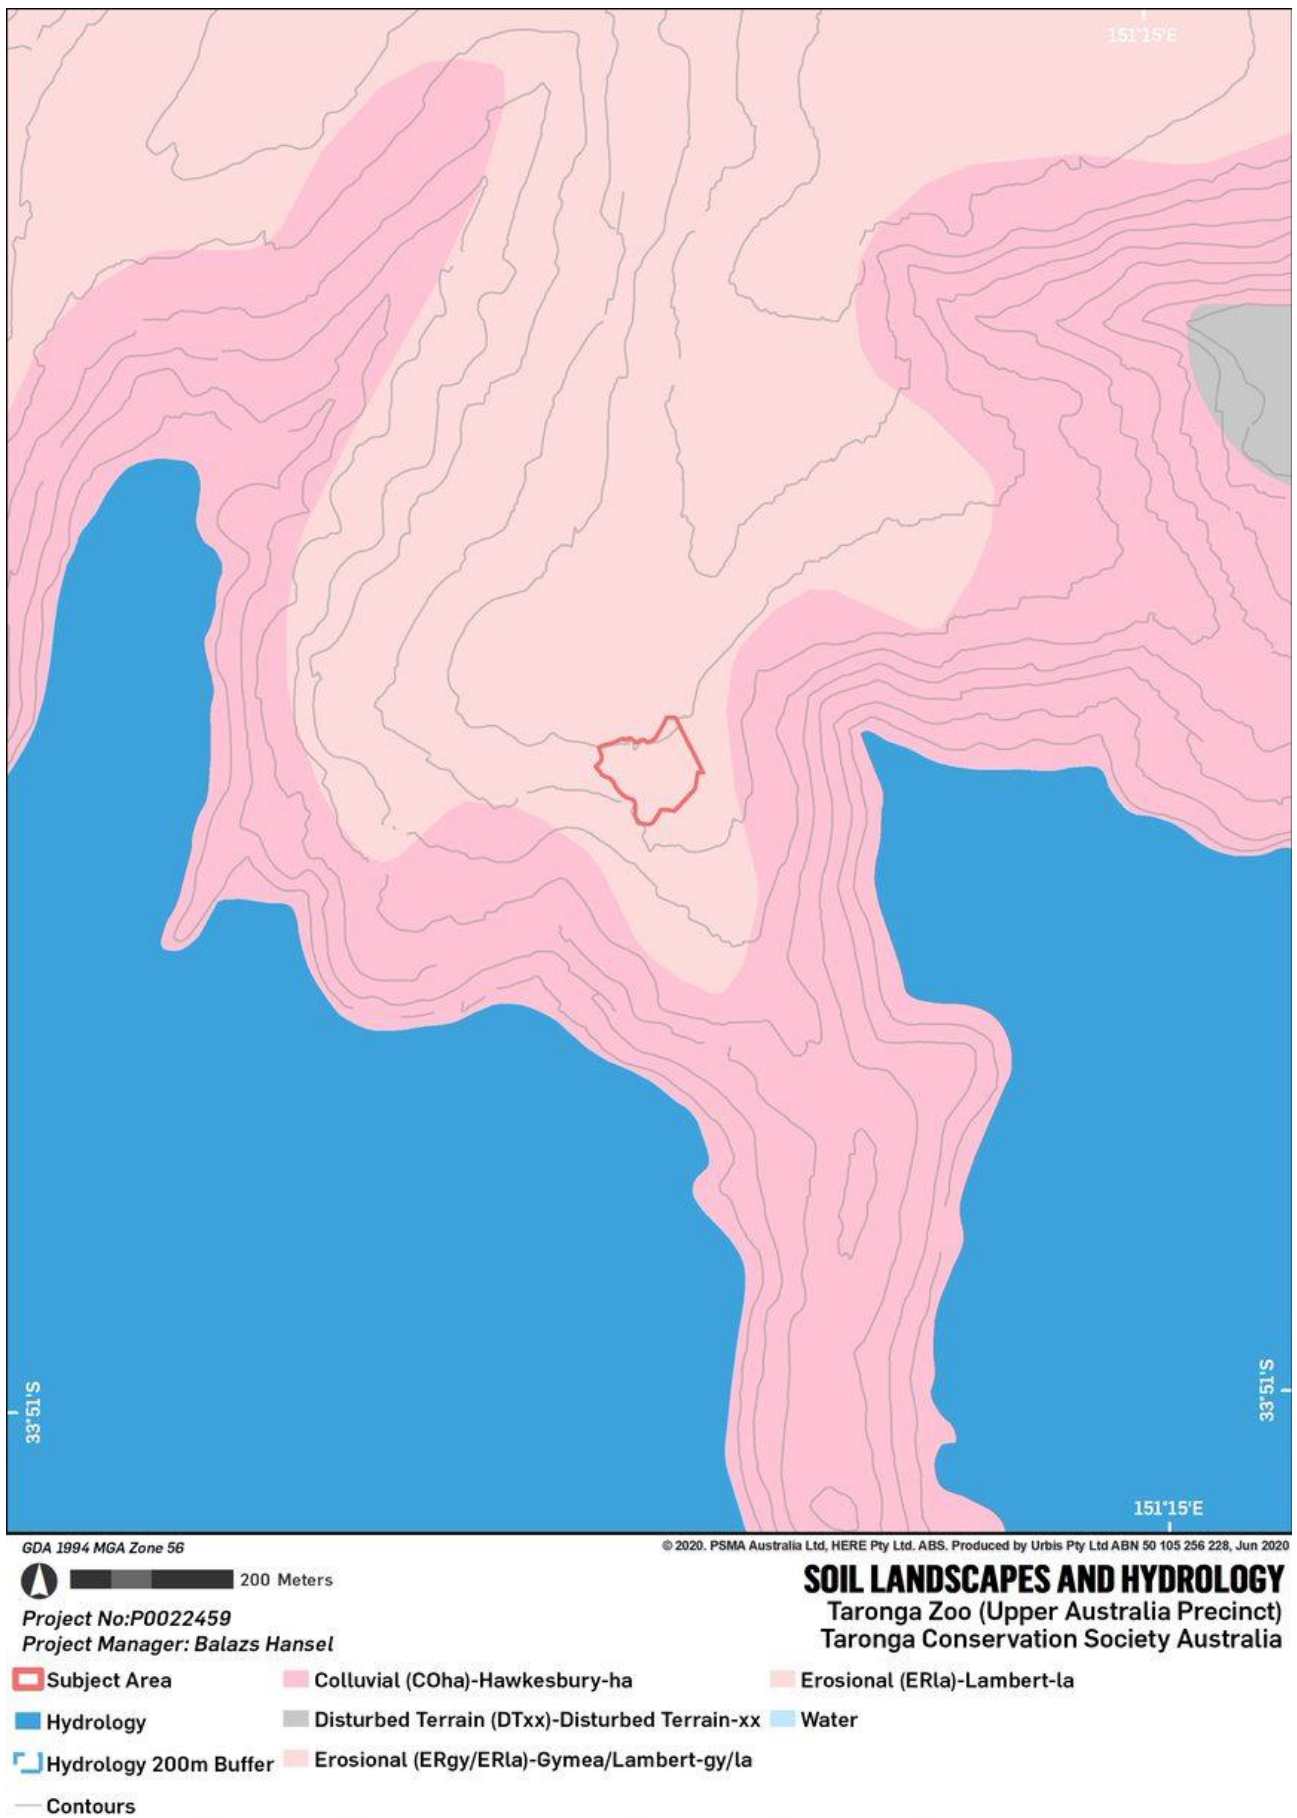 151°15'E
33°51'S
33°51'S
151°15'E
GDA 1994 MGA Zone 56
© 2020. PSMA Australia Ltd, HERE Pty Ltd. ABS. Produced by Urbis Pty Ltd ABN 50 105 256 228, Jun 2020
200 Meters
SOIL LANDSCAPES AND HYDROLOGY
Taronga Zoo (Upper Australia Precinct)
Taronga Conservation Society Australia
Project No:P0022459
Project Manager: Balazs Hansel
Subject Area
Hydrology
Hydrology 200m Buffer
Contours
Colluvial (COha)-Hawkesbury-ha
Disturbed Terrain (DTxx)-Disturbed Terrain-xx
Erosional (ERgy/ERla)-Gymea/Lambert-gy/la
Erosional (ERla)-Lambert-la
Water